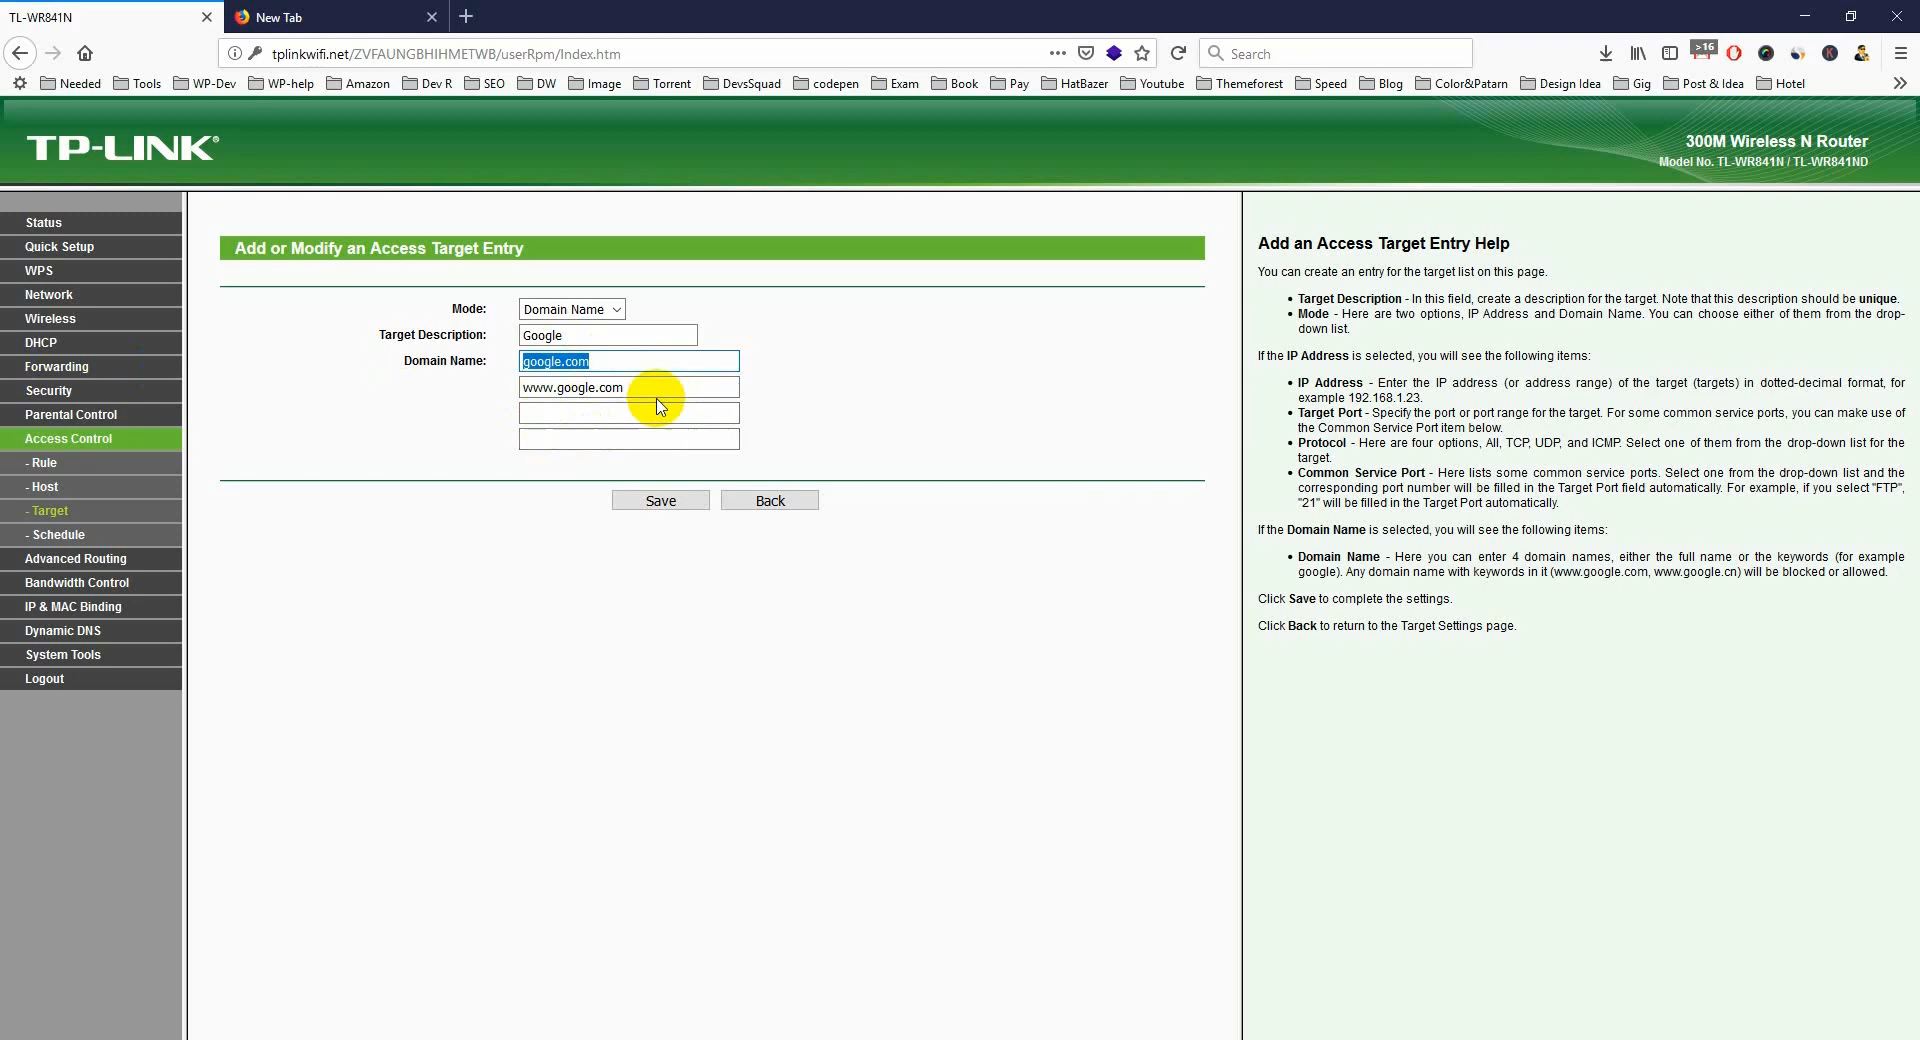 TL-WR841N
New Tab
tplinkwifi.net/ZVFAUNGBHIHMETWB/userRpm/Index.htm
Search
>16
Needed Tools WP-Dev WP-help Amazon Dev R SEO DW Image Torrent DevsSquad codepen Exam Book Pay HatBazer Youtube Themeforest Speed Blog Color&Patarn Design Idea Gig Post & Idea Hotel
TP-LINK®
300M Wireless N Router
Model No. TL-WR841N / TL-WR841ND
Status
Quick Setup
WPS
Network
Wireless
DHCP
Forwarding
Security
Parental Control
Access Control
- Rule
- Host
- Target
- Schedule
Advanced Routing
Bandwidth Control
IP & MAC Binding
Dynamic DNS
System Tools
Logout
Add or Modify an Access Target Entry
Mode: Domain Name
Target Description: Google
Domain Name: google.com
www.google.com
Save Back
Add an Access Target Entry Help
You can create an entry for the target list on this page.
• Target Description - In this field, create a description for the target. Note that this description should be unique.
• Mode - Here are two options, IP Address and Domain Name. You can choose either of them from the drop-
down list.
If the IP Address is selected, you will see the following items:
• IP Address - Enter the IP address (or address range) of the target (targets) in dotted-decimal format, for
example 192.168.1.23.
• Target Port - Specify the port or port range for the target. For some common service ports, you can make use of
the Common Service Port item below.
• Protocol - Here are four options, All, TCP, UDP, and ICMP. Select one of them from the drop-down list for the
target.
• Common Service Port - Here lists some common service ports. Select one from the drop-down list and the
corresponding port number will be filled in the Target Port field automatically. For example, if you select "FTP",
"21" will be filled in the Target Port automatically.
If the Domain Name is selected, you will see the following items:
• Domain Name - Here you can enter 4 domain names, either the full name or the keywords (for example
google). Any domain name with keywords in it (www.google.com, www.google.cn) will be blocked or allowed.
Click Save to complete the settings.
Click Back to return to the Target Settings page.